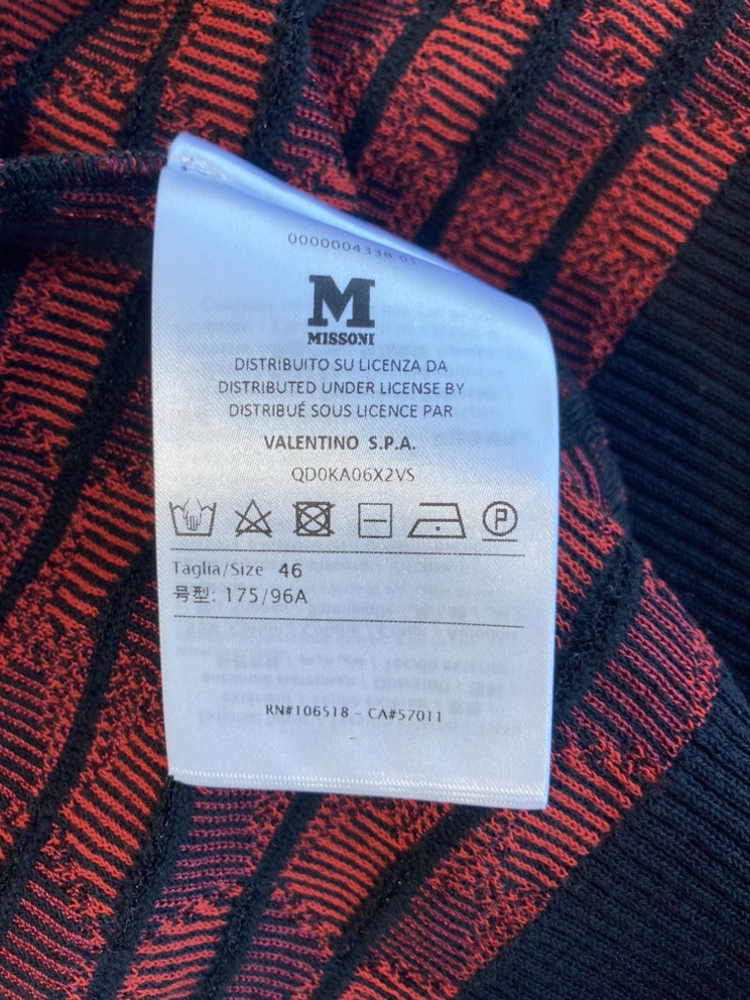 0000004338 01
M
MISSONI
DISTRIBUITO SU LICENZA DA
DISTRIBUTED UNDER LICENSE BY
DISTRIBUÉ SOUS LICENCE PAR
VALENTINO S.P.A.
QD0KA06X2VS
P
Taglia/Size 46
号型: 175/96A
RN#106518 - CA#57011